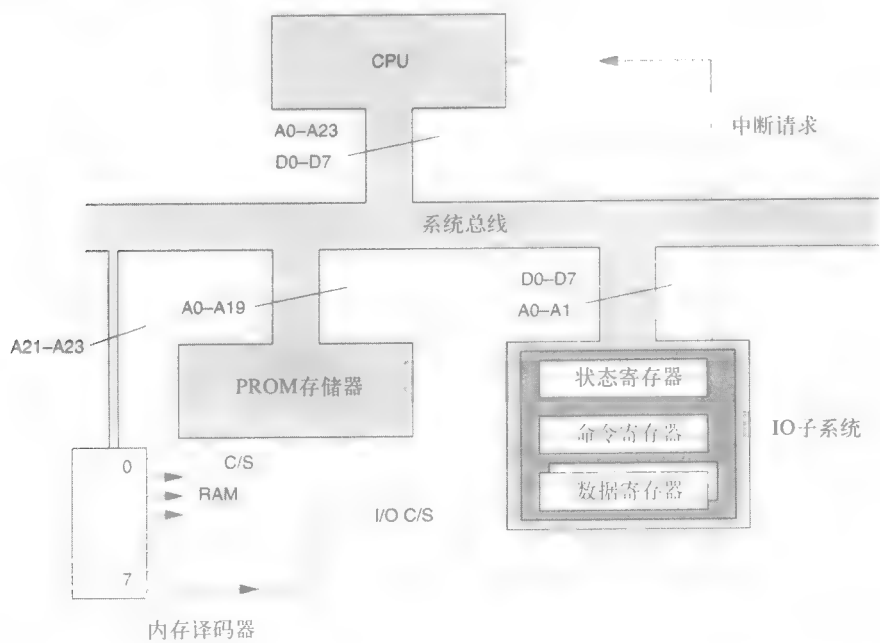 CPU
A0–A23
D0–D7
中断请求
系统总线
D0–D7
A0–A1
A0–A19
A21–A23
PROM存储器
状态寄存器
命令寄存器
数据寄存器
IO子系统
0
C/S
RAM
I/O C/S
7
内存译码器